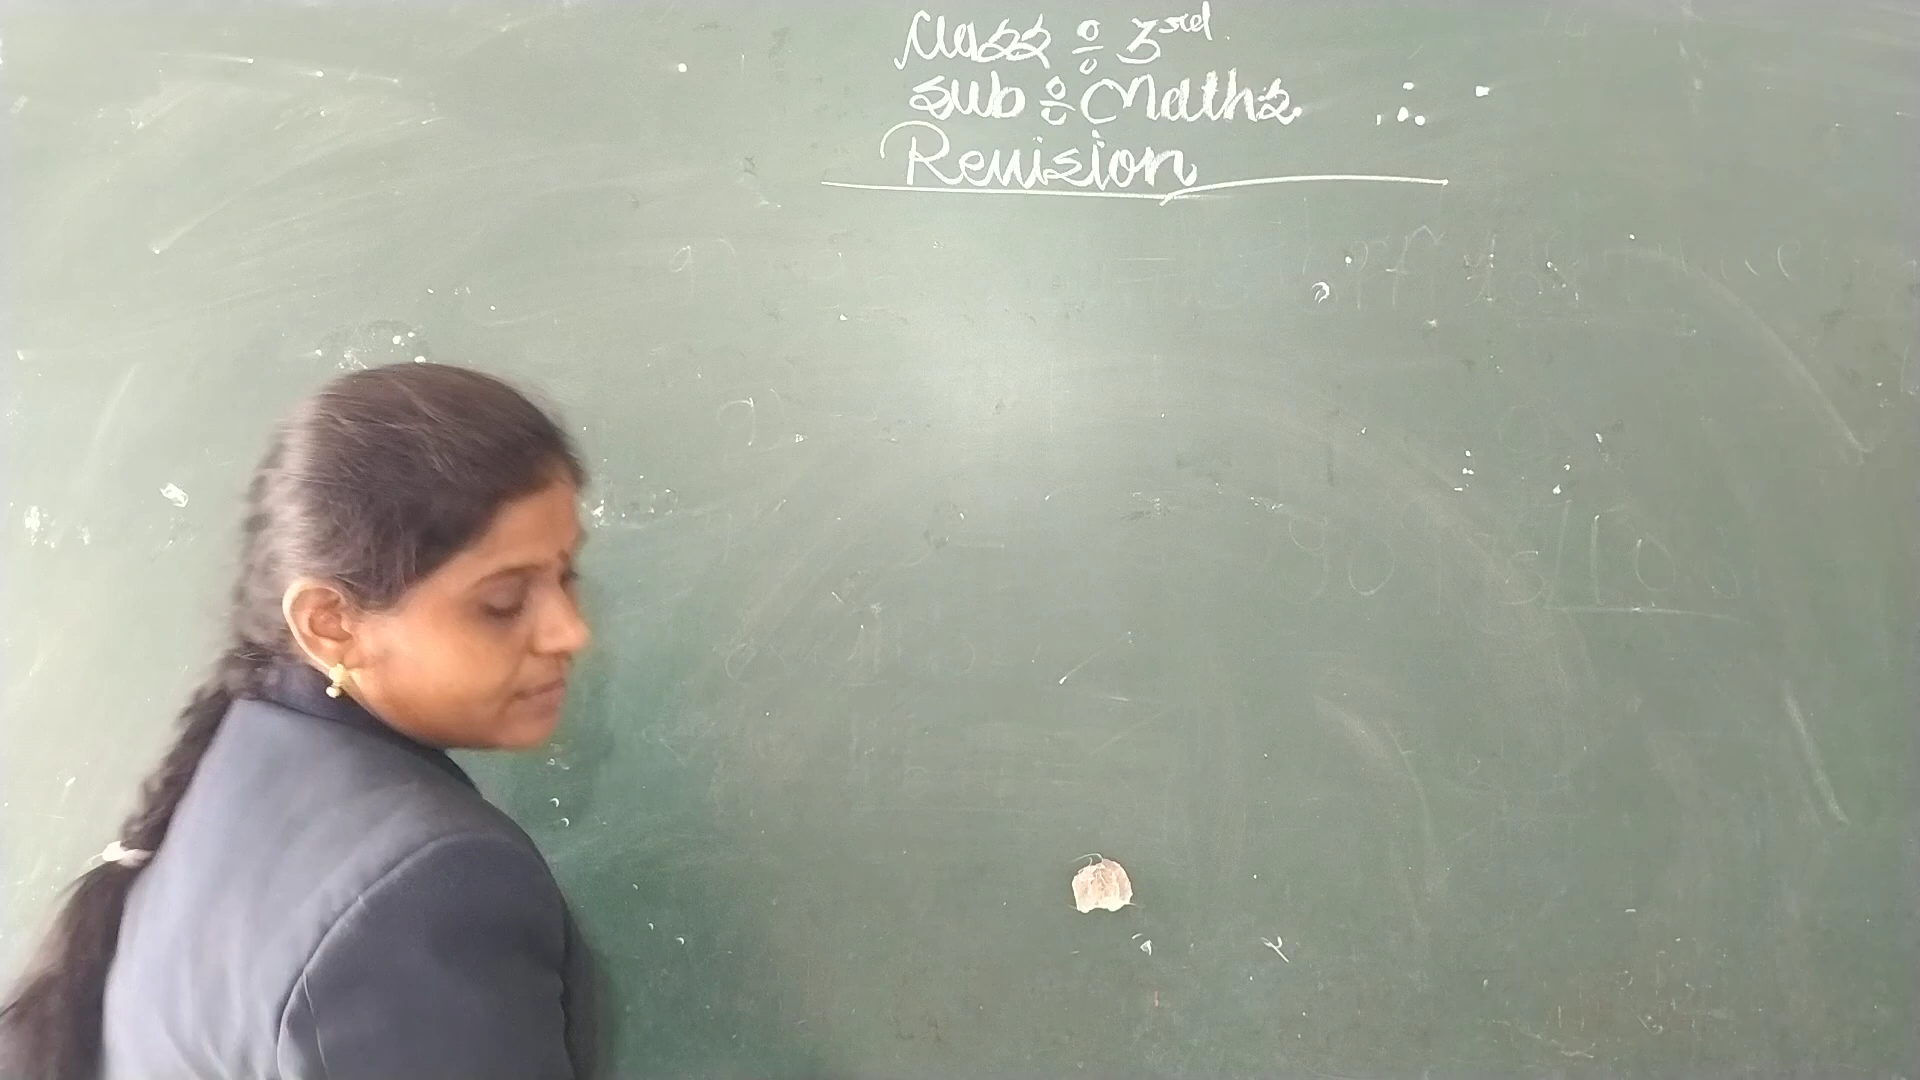 Class ÷ 3rd
Sub ÷ Maths
Revision